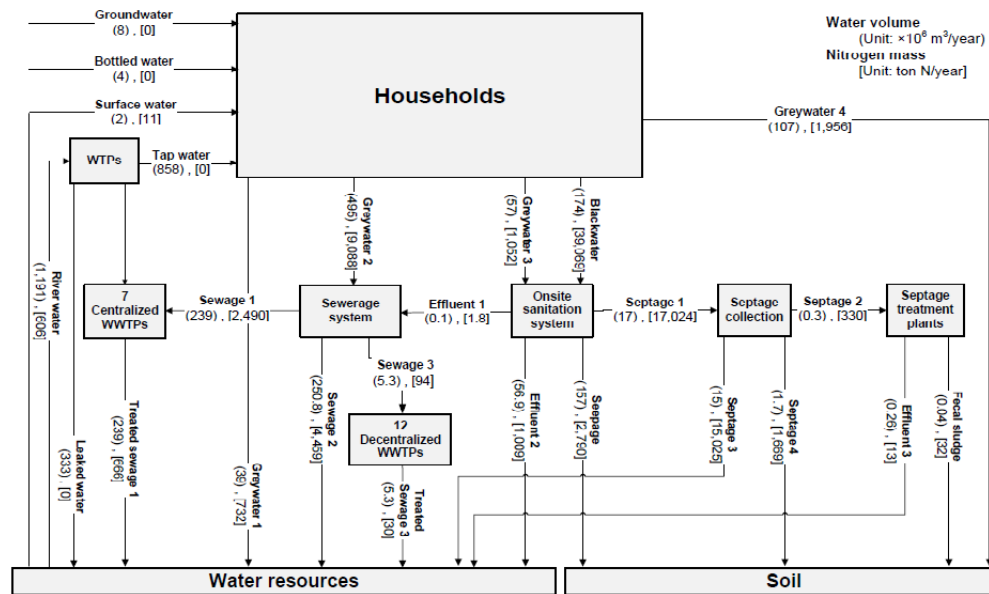 Groundwater
(8) , [0]
Bottled water
(4) , [0]
Surface water
(2) , [11]
WTPs
Tap water
(858) , [0]
Households
Water volume
(Unit: ×10⁶ m³/year)
Nitrogen mass
[Unit: ton N/year]
Greywater 4
(107) , [1,956]
Greywater 2
(495) , [9,088]
Greywater 3
(57) , [1,052]
Blackwater
(174) , [39,069]
River water
(1,191) , [606]
7
Centralized
WWTPs
Sewage 1
(239) , [2,490]
Sewerage
system
Effluent 1
(0.1) , [1.8]
Onsite
sanitation
system
Septage 1
(17) , [17,024]
Septage
collection
Septage 2
(0.3) , [330]
Septage
treatment
plants
Sewage 3
(5.3) , [94]
12
Decentralized
WWTPs
Leaked water
(333) , [0]
Treated sewage 1
(239) , [666]
Greywater 1
(39) , [732]
Sewage 2
(250.8) , [4,459]
Treated
Sewage 3
(5.3) , [30]
Effluent 2
(56.9) , [1,009]
Seepage
(157) , [2,790]
Septage 3
(15) , [15,025]
Septage 4
(1.7) , [1,669]
Effluent 3
(0.26) , [13]
Fecal sludge
(0.04) , [32]
Water resources
Soil